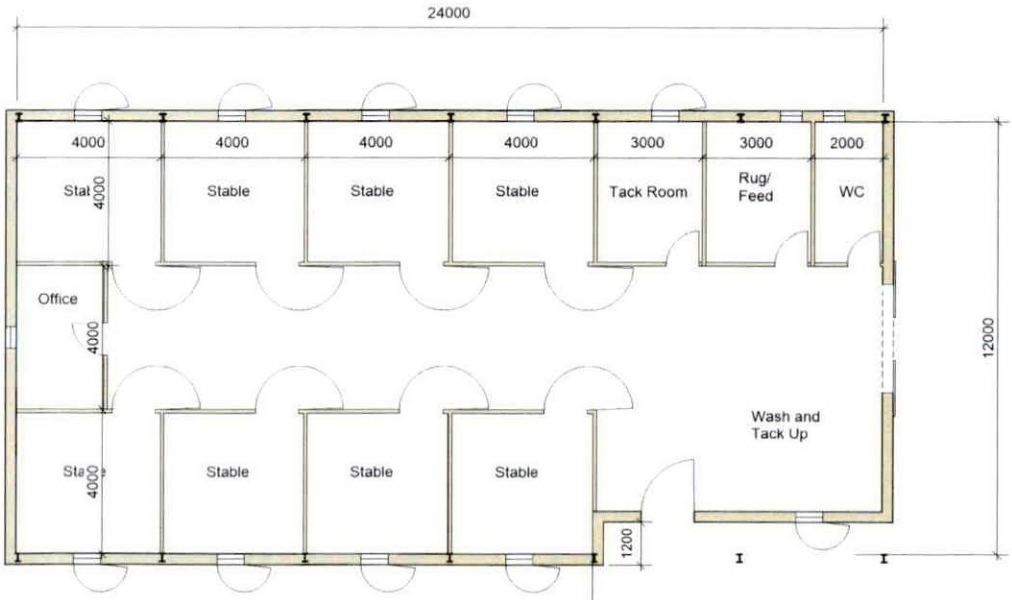 24000
4000
4000
4000
4000
3000
3000
2000
4000
Stable
Stable
Stable
Tack Room
Rug/
Feed
WC
Office
4000
12000
Wash and
Tack Up
4000
Stable
Stable
Stable
1200